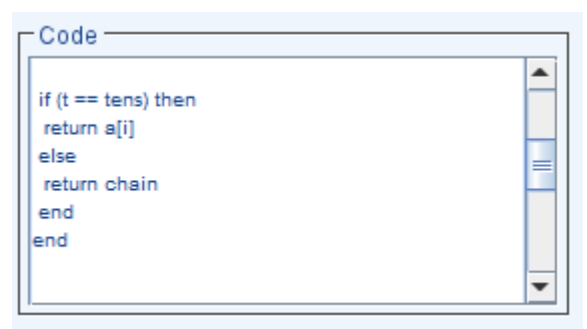 Code
if (t == tens) then
return a[i]
else
return chain
end
end